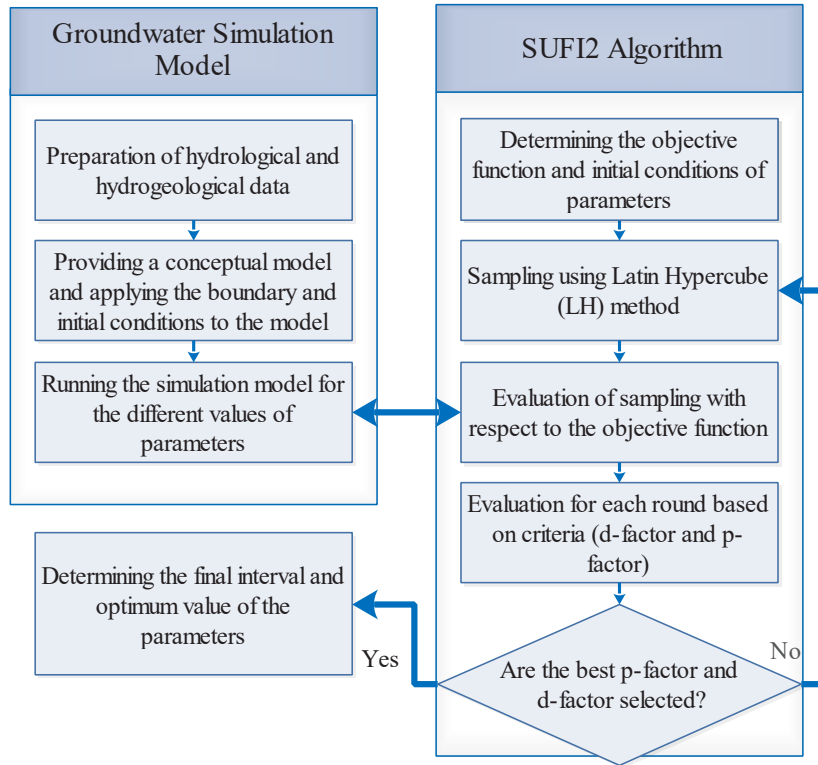 Groundwater Simulation
Model
Preparation of hydrological and
hydrogeological data
Providing a conceptual model
and applying the boundary and
initial conditions to the model
Running the simulation model for
the different values of
parameters
SUFI2 Algorithm
Determining the objective
function and initial conditions of
parameters
Sampling using Latin Hypercube
(LH) method
Evaluation of sampling with
respect to the objective function
Evaluation for each round based
on criteria (d-factor and p-
factor)
Are the best p-factor and
d-factor selected?
No
Yes
Determining the final interval and
optimum value of the
parameters